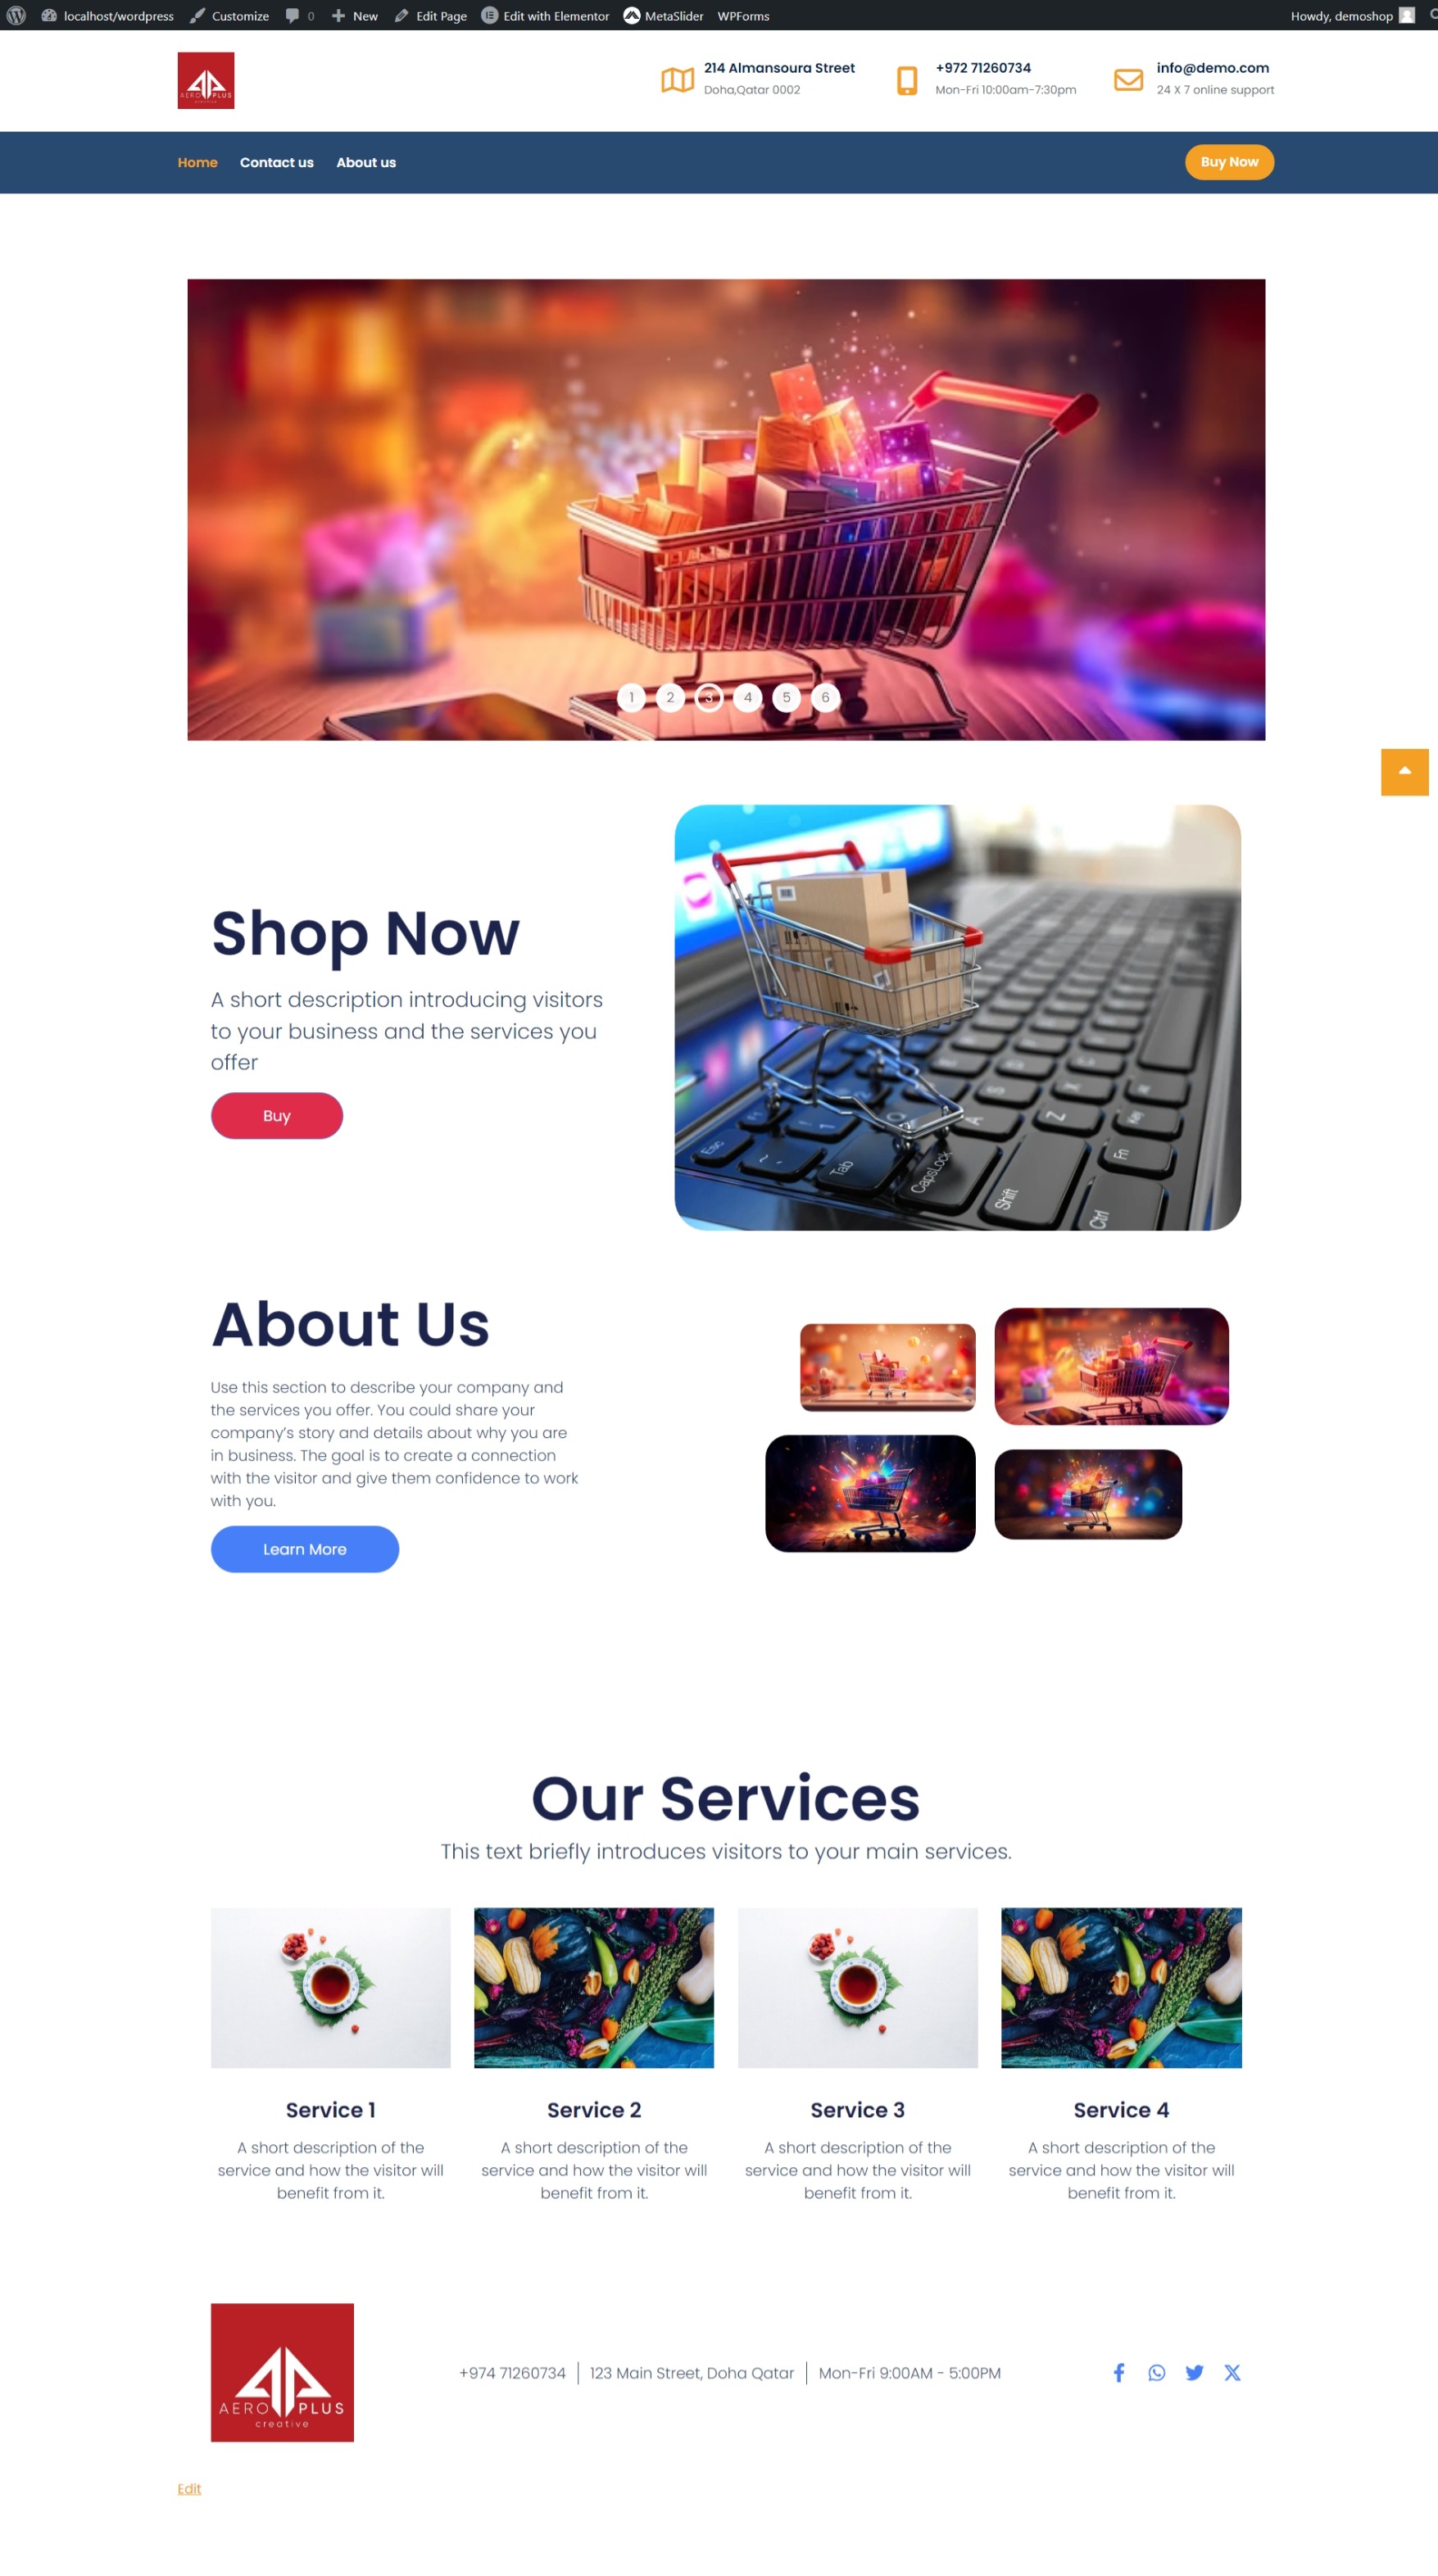 localhost/wordpress Customize 0 New Edit Page Edit with Elementor MetaSlider WPForms Howdy, demoshop
AERO PLUS
creative
214 Almansoura Street
Doha,Qatar 0002
+972 71260734
Mon-Fri 10:00am-7:30pm
info@demo.com
24 X 7 online support
Home Contact us About us Buy Now
1 2 3 4 5 6
Shop Now
A short description introducing visitors
to your business and the services you
offer
Buy
Esc
Tab
CapsLock
Shift
Ctrl
Fn
A
Z
X
S
About Us
Use this section to describe your company and
the services you offer. You could share your
company's story and details about why you are
in business. The goal is to create a connection
with the visitor and give them confidence to work
with you.
Learn More
Our Services
This text briefly introduces visitors to your main services.
Service 1
A short description of the
service and how the visitor will
benefit from it.
Service 2
A short description of the
service and how the visitor will
benefit from it.
Service 3
A short description of the
service and how the visitor will
benefit from it.
Service 4
A short description of the
service and how the visitor will
benefit from it.
AERO PLUS
creative
+974 71260734
123 Main Street, Doha Qatar
Mon-Fri 9:00AM - 5:00PM
Edit